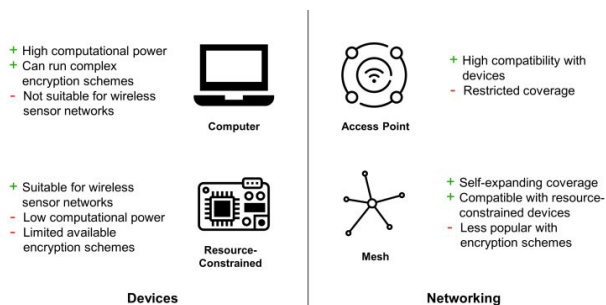 + High computational power
+ Can run complex
encryption schemes
- Not suitable for wireless
sensor networks
Computer
+ Suitable for wireless
sensor networks
- Low computational power
- Limited available
encryption schemes
Resource-
Constrained
Devices
Access Point
+ High compatibility with
devices
- Restricted coverage
Mesh
+ Self-expanding coverage
+ Compatible with resource-
constrained devices
- Less popular with
encryption schemes
Networking